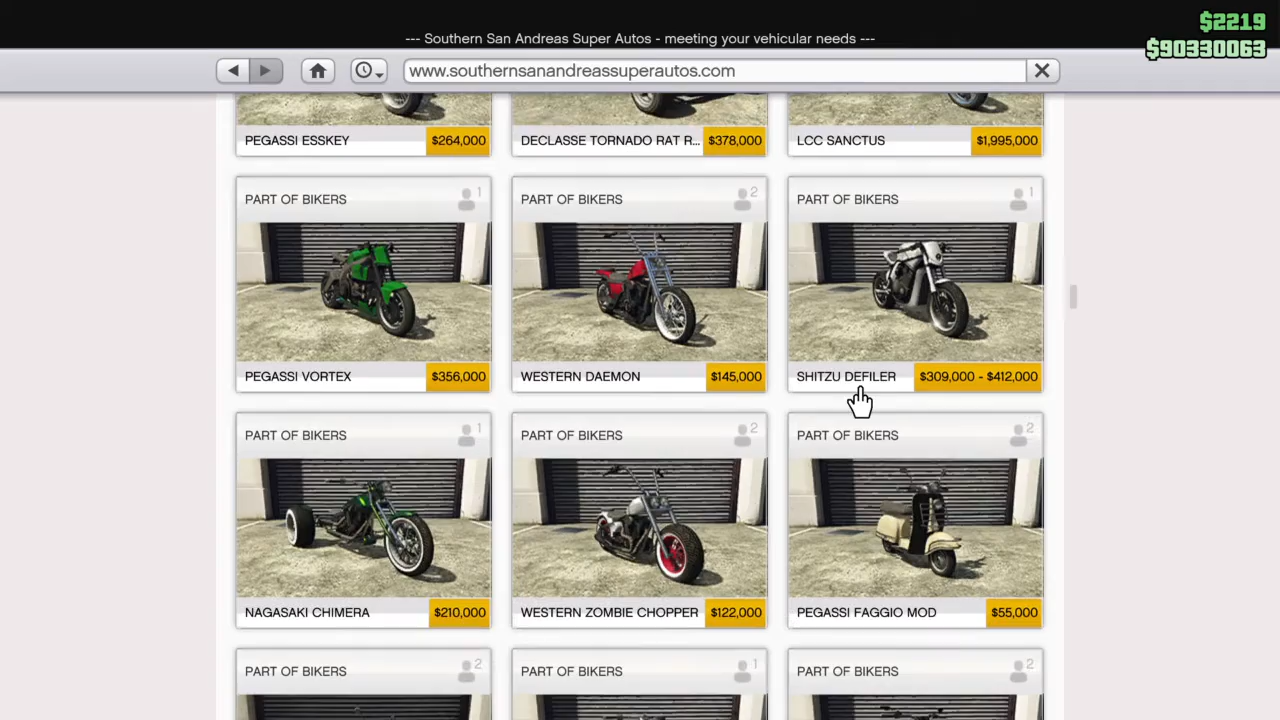 $2219
--- Southern San Andreas Super Autos - meeting your vehicular needs ---
$90330063
www.southernsanandreassuperautos.com
PEGASSI ESSKEY $264,000
DECLASSE TORNADO RAT R... $378,000
LCC SANCTUS $1,995,000
PART OF BIKERS 1
PART OF BIKERS 2
PART OF BIKERS 1
PEGASSI VORTEX $356,000
WESTERN DAEMON $145,000
SHITZU DEFILER $309,000 - $412,000
PART OF BIKERS 1
PART OF BIKERS 2
PART OF BIKERS 2
NAGASAKI CHIMERA $210,000
WESTERN ZOMBIE CHOPPER $122,000
PEGASSI FAGGIO MOD $55,000
PART OF BIKERS 2
PART OF BIKERS 1
PART OF BIKERS 2